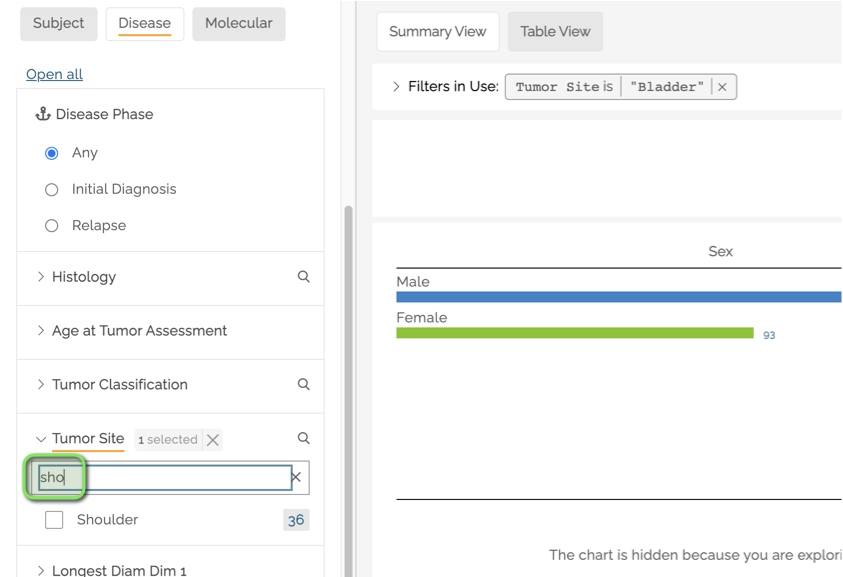 Subject
Disease
Molecular
Open all
Disease Phase
Any
Initial Diagnosis
Relapse
Histology
Age at Tumor Assessment
Tumor Classification
Tumor Site 1 selected
sho
Shoulder 36
Longest Diam Dim 1
Summary View
Table View
Filters in Use: Tumor Site is "Bladder"
Sex
Male
Female
93
The chart is hidden because you are explori